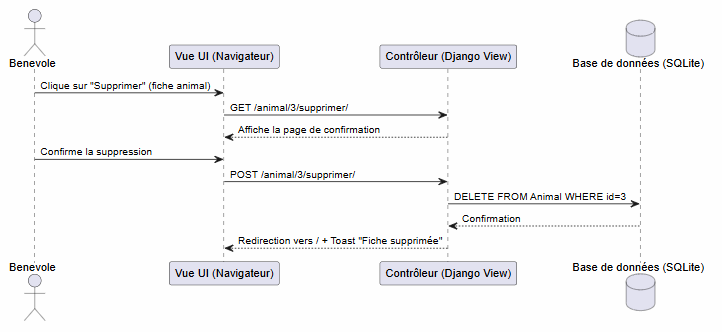 Benevole
Vue UI (Navigateur)
Contrôleur (Django View)
Base de données (SQLite)
Clique sur "Supprimer" (fiche animal)
GET /animal/3/supprimer/
Affiche la page de confirmation
Confirme la suppression
POST /animal/3/supprimer/
DELETE FROM Animal WHERE id=3
Confirmation
Redirection vers / + Toast "Fiche supprimée"
Benevole
Vue UI (Navigateur)
Contrôleur (Django View)
Base de données (SQLite)